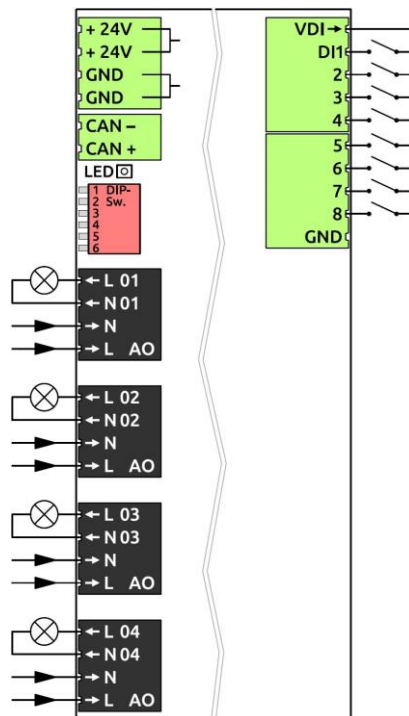 + 24V
+ 24V
GND
GND
CAN –
CAN +
LED
1 DIP-
2 Sw.
3
4
5
6
← L 01
← N 01
→ N
→ L AO
← L 02
← N 02
→ N
→ L AO
← L 03
← N 03
→ N
→ L AO
← L 04
← N 04
→ N
→ L AO
VDI →
DI1
2
3
4
5
6
7
8
GND